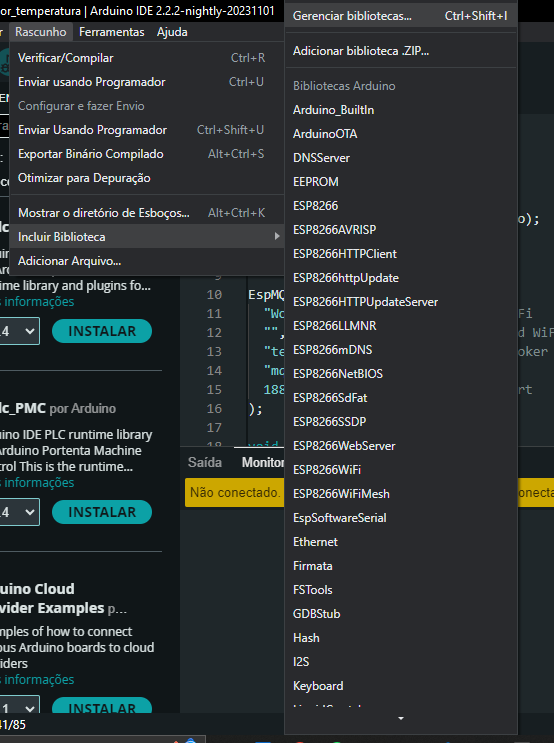 or_temperatura | Arduino IDE 2.2.2-nightly-20231101
Rascunho Ferramentas Ajuda
Verificar/Compilar Ctrl+R
Enviar usando Programador Ctrl+U
Configurar e fazer Envio
Enviar Usando Programador Ctrl+Shift+U
Exportar Binário Compilado Alt+Ctrl+S
Otimizar para Depuração
Mostrar o diretório de Esboços... Alt+Ctrl+K
Incluir Biblioteca
Adicionar Arquivo...
Gerenciar bibliotecas... Ctrl+Shift+I
Adicionar biblioteca .ZIP...
Bibliotecas Arduino
Arduino_BuiltIn
ArduinoOTA
DNSServer
EEPROM
ESP8266
ESP8266AVRISP
ESP8266HTTPClient
ESP8266httpUpdate
ESP8266HTTPUpdateServer
ESP8266LLMNR
ESP8266mDNS
ESP8266NetBIOS
ESP8266SdFat
ESP8266SSDP
ESP8266WebServer
ESP8266WiFi
ESP8266WiFiMesh
EspSoftwareSerial
Ethernet
Firmata
FSTools
GDBStub
Hash
I2S
Keyboard
time library and plugins fo...
s informações
.4 INSTALAR
lc_PMC por Arduino
uino IDE PLC runtime library
Arduino Portenta Machine
trol This is the runtime...
s informações
.4 INSTALAR
uino Cloud
vider Examples p...
mples of how to connect
ous Arduino boards to cloud
viders
s informações
.1 INSTALAR
41/85
o);
10 EspMQ
11 "Wo Fi
12 "", d WiF
13 "te oker
14 "mo
15 188 rt
16 );
17
18 void
Saída Monitor
Não conectado. onecta